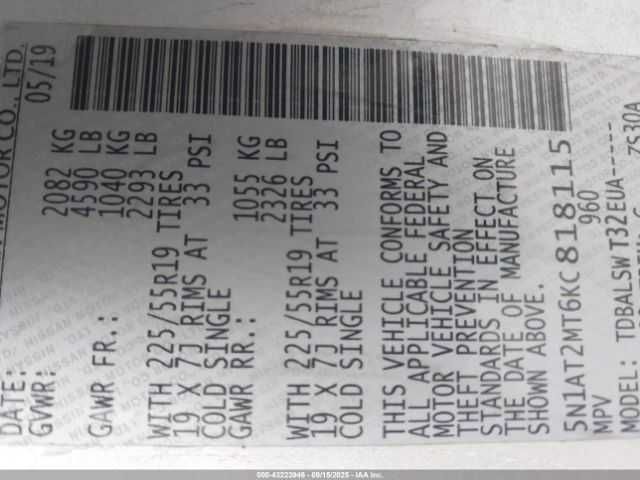 MOTOR CO., LTD.
DATE: 05/19
GVWR: 2082 KG
4590 LB
GAWR FR.: 1040 KG
2293 LB
WITH 225/55R19 TIRES
19 X 7J RIMS AT 33 PSI
COLD SINGLE
GAWR RR.: 1055 KG
2326 LB
WITH 225/55R19 TIRES
19 X 7J RIMS AT 33 PSI
COLD SINGLE
THIS VEHICLE CONFORMS TO
ALL APPLICABLE FEDERAL
MOTOR VEHICLE SAFETY AND
THEFT PREVENTION
STANDARDS IN EFFECT ON
THE DATE OF MANUFACTURE
SHOWN ABOVE.
5N1AT2MT6KC818115
MPV 960
MODEL: TDBALSWT32EUA-----
ZS30A
000-43223946 - 09/15/2025 - IAA Inc.